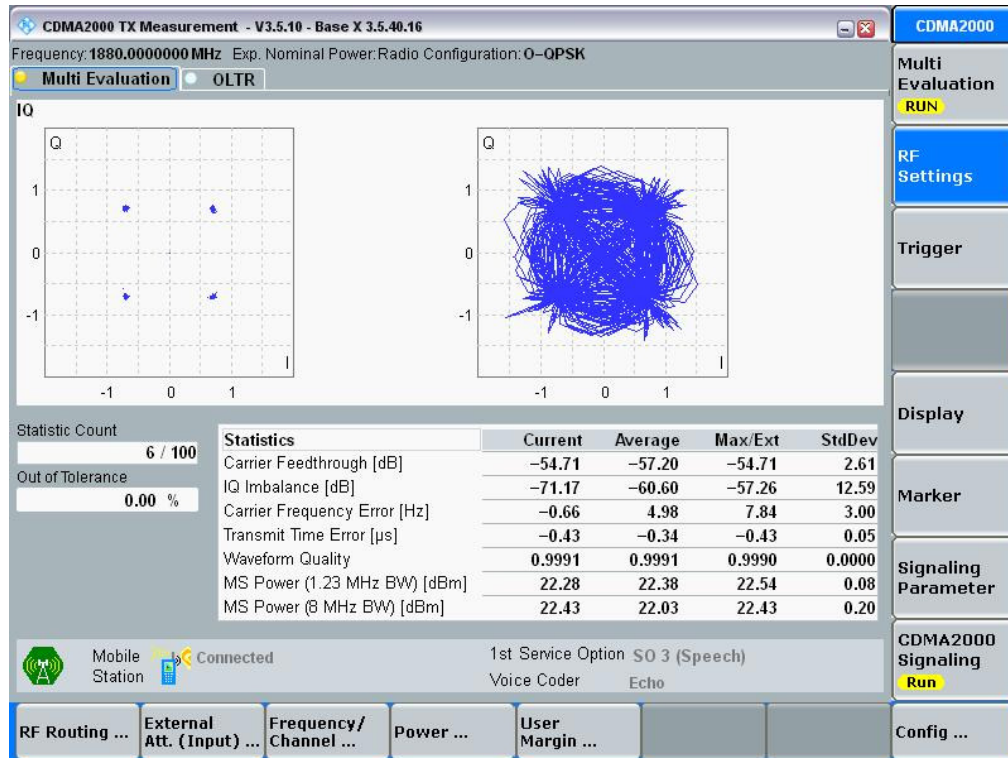 CDMA2000 TX Measurement - V3.5.10 - Base X 3.5.40.16
CDMA2000
Frequency: 1880.0000000 MHz Exp. Nominal Power: Radio Configuration: O-QPSK
Multi Evaluation OLTR
Multi Evaluation
RUN
IQ
Q
1
0
-1
I
-1 0 1
Q
1
0
-1
I
-1 0 1
RF Settings
Trigger
Display
Marker
Signaling Parameter
CDMA2000 Signaling
Run
Statistic Count
6 / 100
Out of Tolerance
0.00 %
Statistics Current Average Max/Ext StdDev
Carrier Feedthrough [dB] -54.71 -57.20 -54.71 2.61
IQ Imbalance [dB] -71.17 -60.60 -57.26 12.59
Carrier Frequency Error [Hz] -0.66 4.98 7.84 3.00
Transmit Time Error [µs] -0.43 -0.34 -0.43 0.05
Waveform Quality 0.9991 0.9991 0.9990 0.0000
MS Power (1.23 MHz BW) [dBm] 22.28 22.38 22.54 0.08
MS Power (8 MHz BW) [dBm] 22.43 22.03 22.43 0.20
Mobile Station Connected
1st Service Option SO 3 (Speech)
Voice Coder Echo
RF Routing ...
External Att. (Input) ...
Frequency/ Channel ...
Power ...
User Margin ...
Config ...